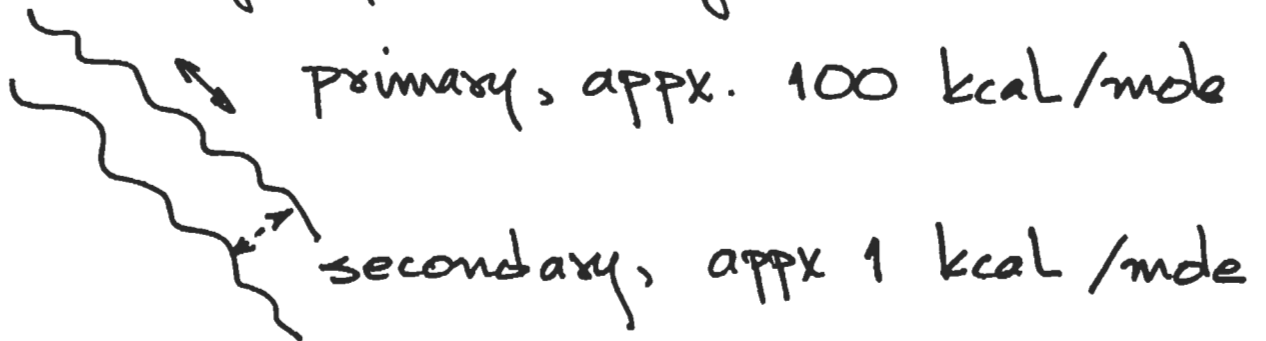 primary, appx. 100 kcal/mole
secondary, appx 1 kcal/mole